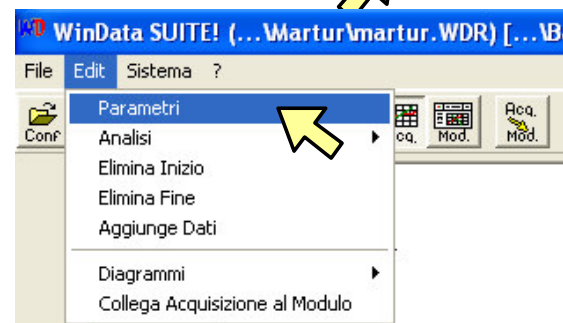 WD WinData SUITE! (...\Martur\martur.WDR) [...\B
File Edit Sistema ?
Conf cq. Mod. Acq. Mod.
Parametri
Analisi
Elimina Inizio
Elimina Fine
Aggiunge Dati
Diagrammi
Collega Acquisizione al Modulo